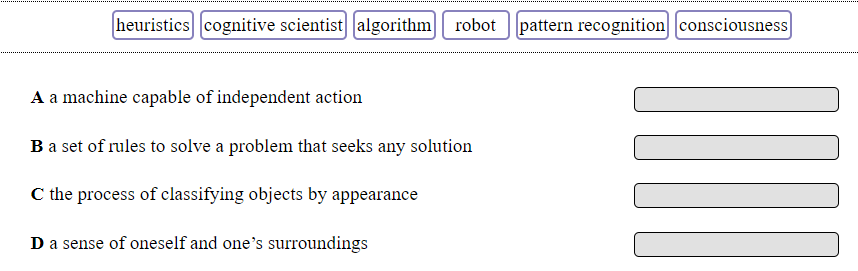 heuristics cognitive scientist algorithm robot pattern recognition consciousness
A a machine capable of independent action
B a set of rules to solve a problem that seeks any solution
C the process of classifying objects by appearance
D a sense of oneself and one’s surroundings